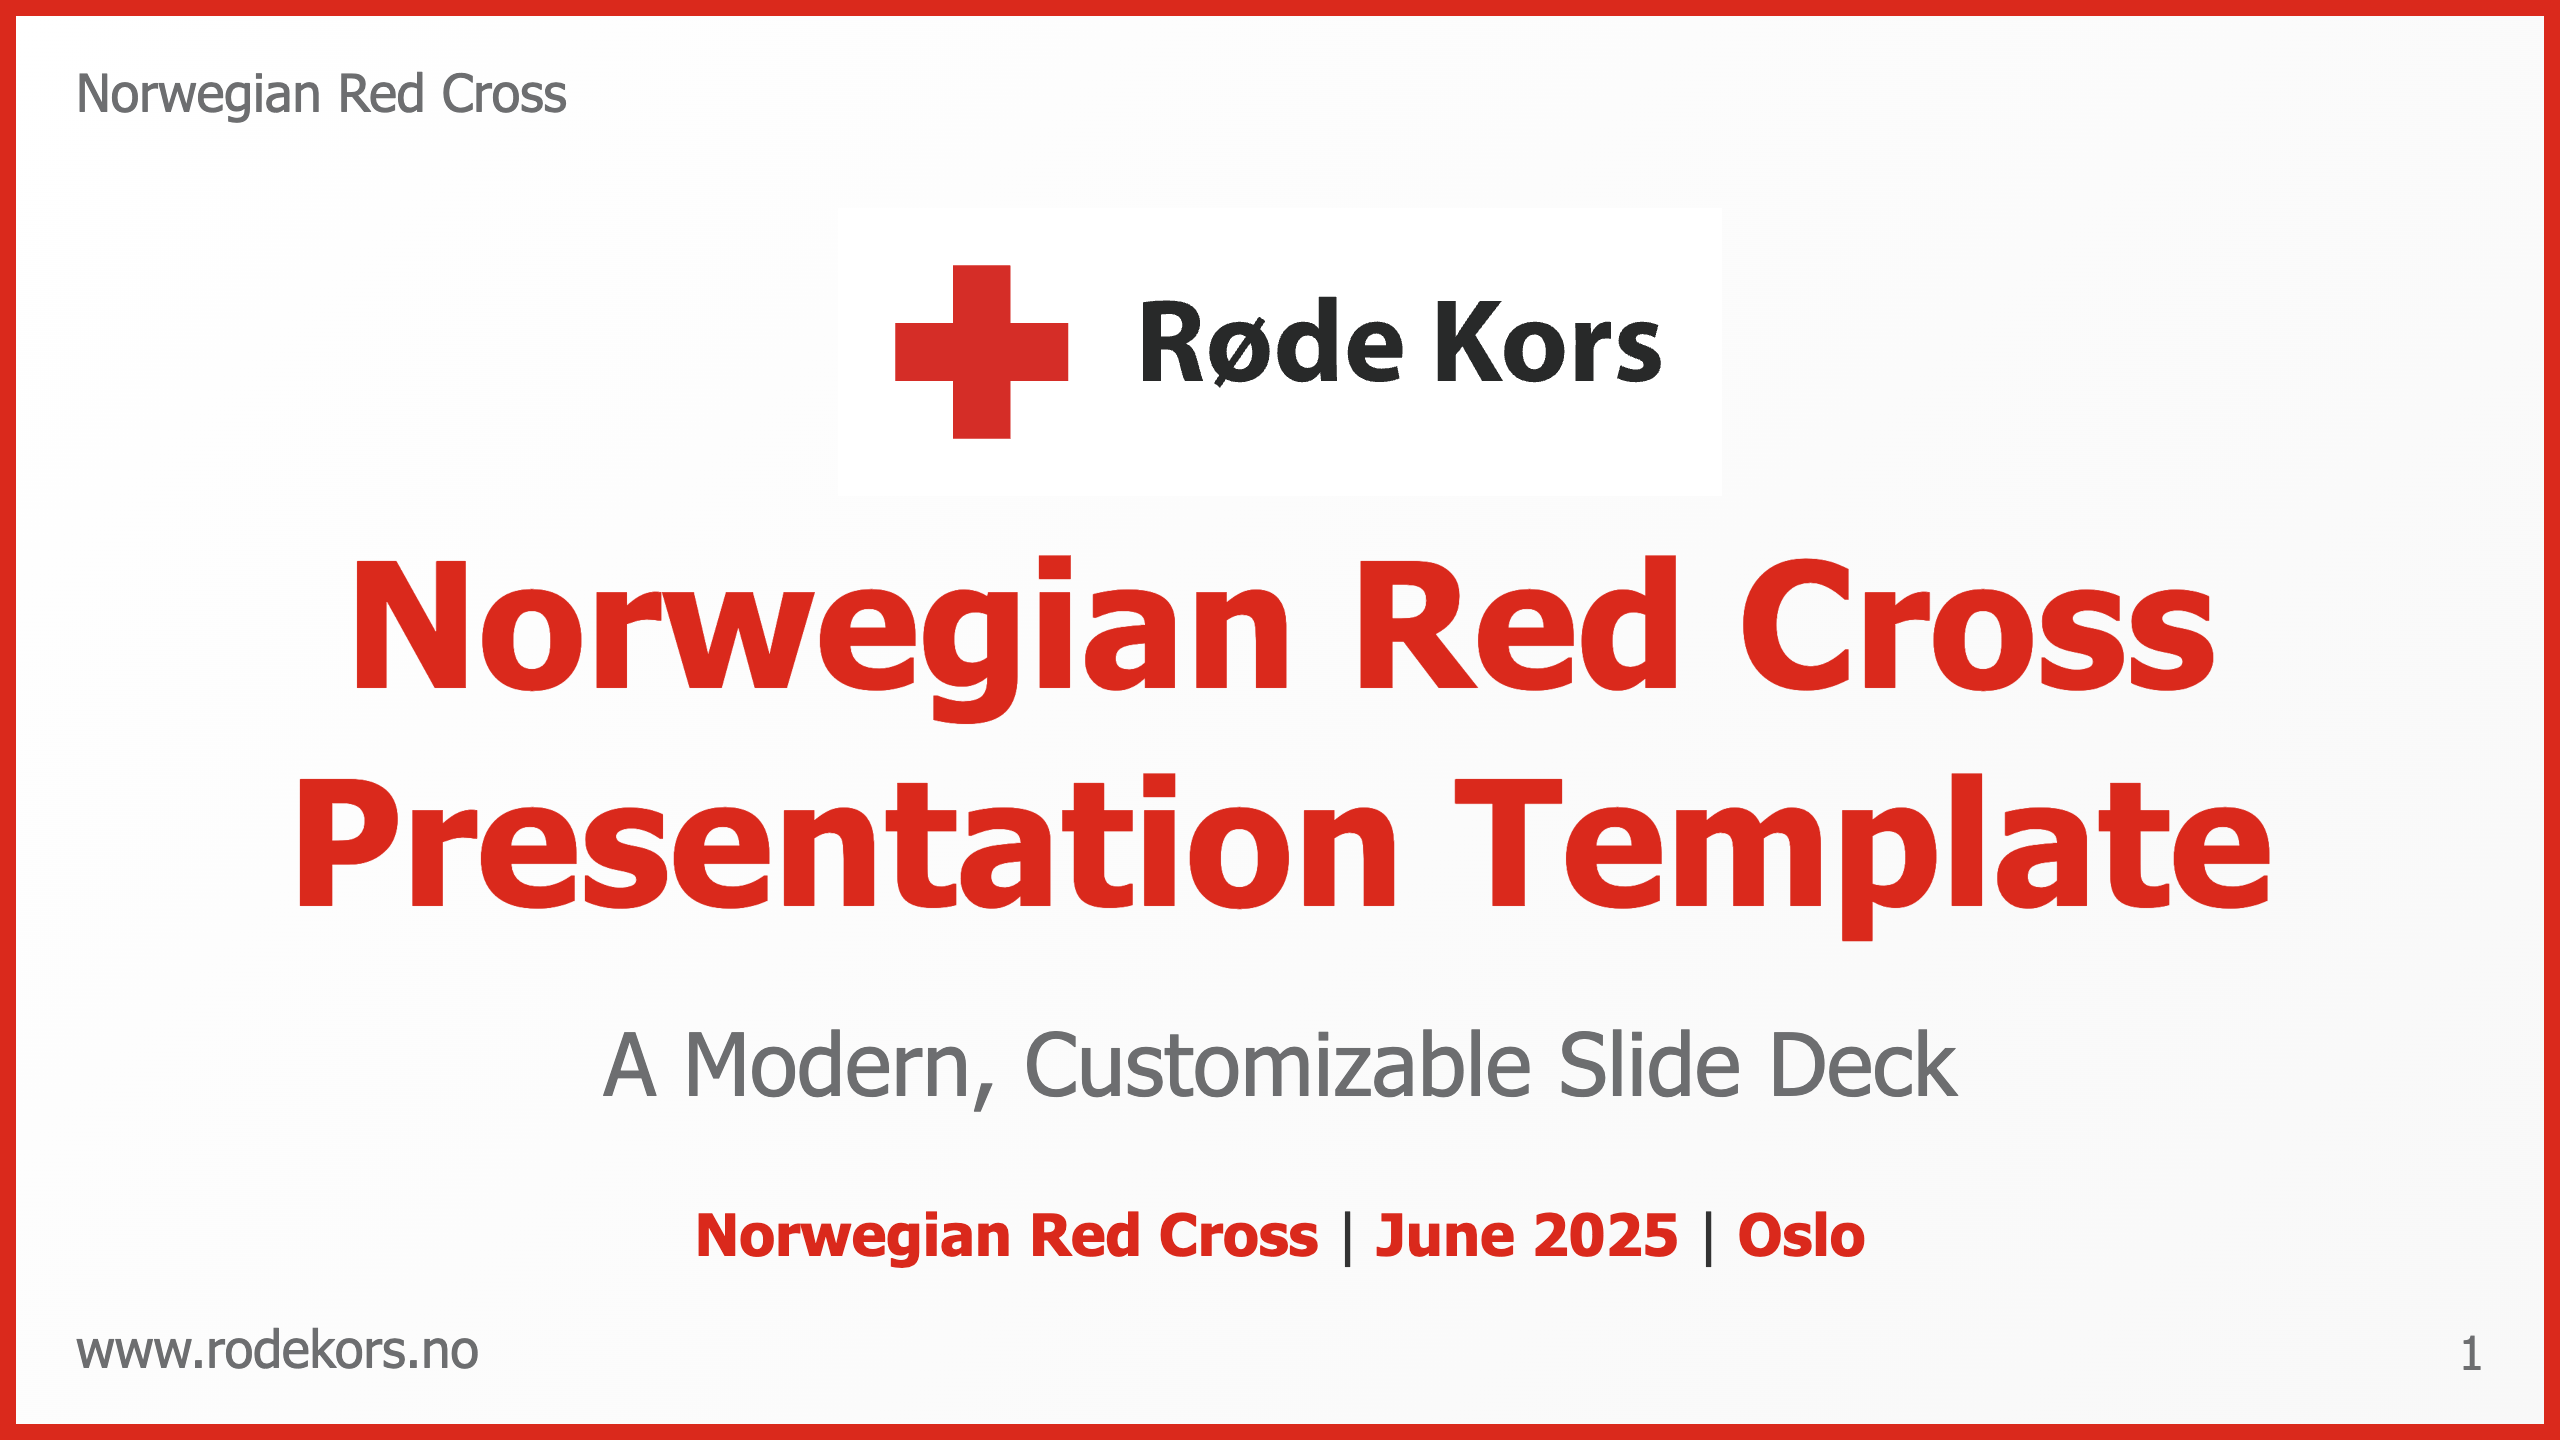 Norwegian Red Cross
Røde Kors
Norwegian Red Cross
Presentation Template
A Modern, Customizable Slide Deck
Norwegian Red Cross | June 2025 | Oslo
www.rodekors.no
1